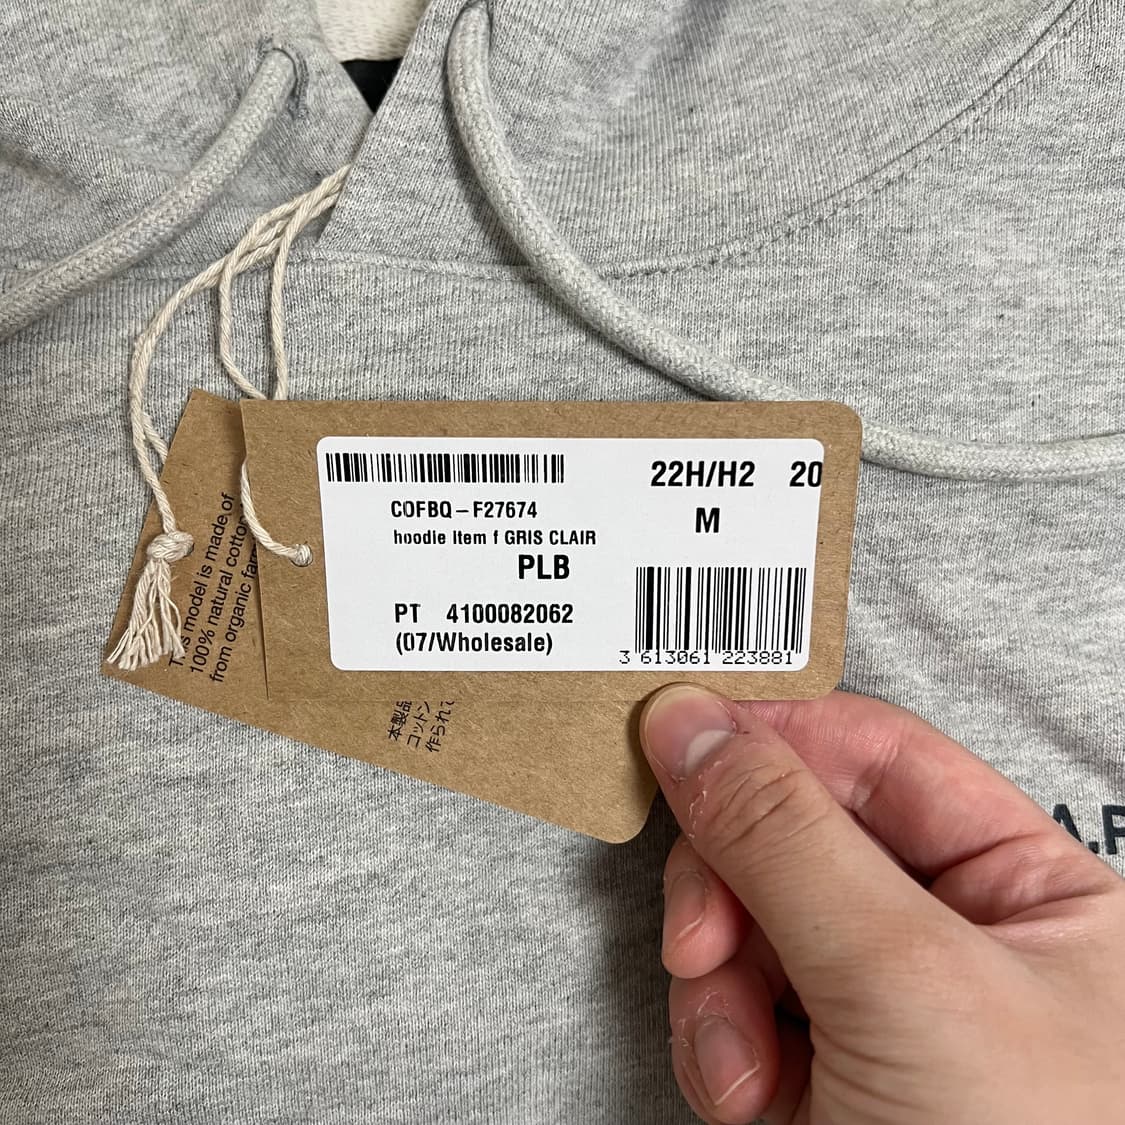 22H/H2 20
COFBQ-F27674
M
hoodie Item f GRIS CLAIR
PLB
PT 4100082062
(07/Wholesale)
3 613061 223881
This model is made of
100% natural cotton
from organic
本製品
コットン
作られて
A.P